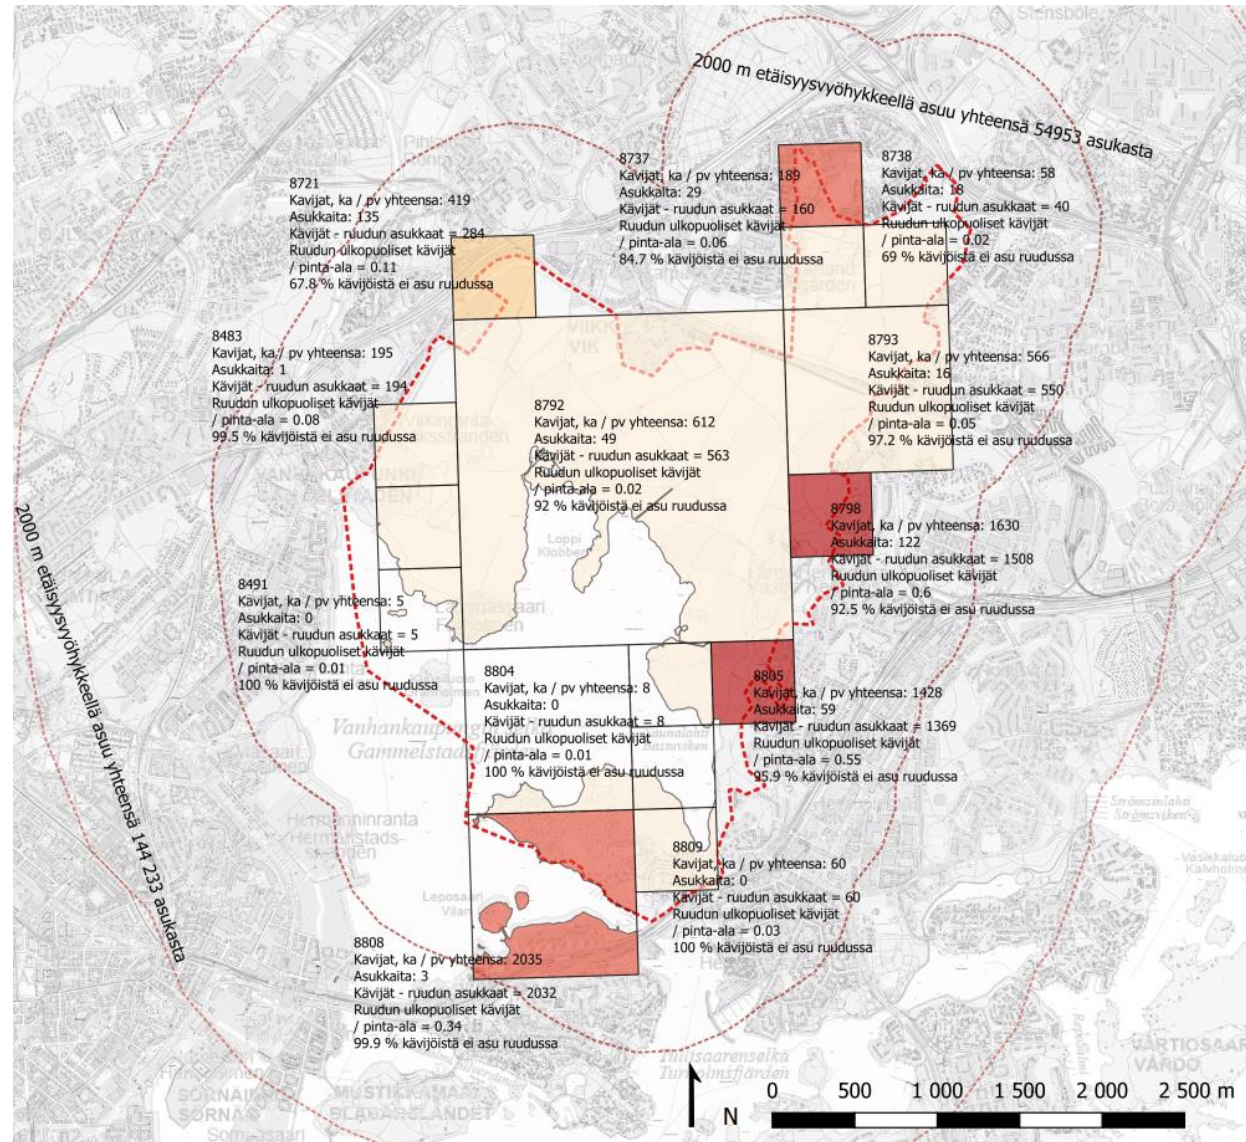 2000 m etäisyysvyöhykkeellä asuu yhteensä 54953 asukasta
8737
Kavijat, ka / pv yhteensa: 189
Asukkaita: 29
Kävijät - ruudun asukkaat = 160
Ruudun ulkopuoliset kävijät
/ pinta-ala = 0.06
84.7 % kävijöistä ei asu ruudussa
8738
Kavijat, ka / pv yhteensa: 58
Asukkaita: 18
Kävijät - ruudun asukkaat = 40
Ruudun ulkopuoliset kävijät
/ pinta-ala = 0.02
69 % kävijöistä ei asu ruudussa
8721
Kavijat, ka / pv yhteensa: 419
Asukkaita: 135
Kävijät - ruudun asukkaat = 284
Ruudun ulkopuoliset kävijät
/ pinta-ala = 0.11
67.8 % kävijöistä ei asu ruudussa
VIIKKI
VIK
8483
Kavijat, ka / pv yhteensa: 195
Asukkaita: 1
Kävijät - ruudun asukkaat = 194
Ruudun ulkopuoliset kävijät
/ pinta-ala = 0.08
99.5 % kävijöistä ei asu ruudussa
8793
Kavijat, ka / pv yhteensa: 566
Asukkaita: 16
Kävijät - ruudun asukkaat = 550
Ruudun ulkopuoliset kävijät
/ pinta-ala = 0.05
97.2 % kävijöistä ei asu ruudussa
8792
Kavijat, ka / pv yhteensa: 612
Asukkaita: 49
Kävijät - ruudun asukkaat = 563
Ruudun ulkopuoliset kävijät
/ pinta-ala = 0.02
92 % kävijöistä ei asu ruudussa
Loppi
Klobben
8798
Kavijat, ka / pv yhteensa: 1630
Asukkaita: 122
Kävijät - ruudun asukkaat = 1508
Ruudun ulkopuoliset kävijät
/ pinta-ala = 0.6
92.5 % kävijöistä ei asu ruudussa
2000 m etäisyysvyöhykkeellä asuu yhteensä 144 233 asukasta
8491
Kavijat, ka / pv yhteensa: 5
Asukkaita: 0
Kävijät - ruudun asukkaat = 5
Ruudun ulkopuoliset kävijät
/ pinta-ala = 0.01
100 % kävijöistä ei asu ruudussa
8804
Kavijat, ka / pv yhteensa: 8
Asukkaita: 0
Kävijät - ruudun asukkaat = 8
Ruudun ulkopuoliset kävijät
/ pinta-ala = 0.01
100 % kävijöistä ei asu ruudussa
8805
Kavijat, ka / pv yhteensa: 1428
Asukkaita: 59
Kävijät - ruudun asukkaat = 1369
Ruudun ulkopuoliset kävijät
/ pinta-ala = 0.55
95.9 % kävijöistä ei asu ruudussa
Bastuviken
Hermanninranta
Hermanstads-
Strömsinlahti
Strömsviken
8809
Kavijat, ka / pv yhteensa: 60
Asukkaita: 0
Kävijät - ruudun asukkaat = 60
Ruudun ulkopuoliset kävijät
/ pinta-ala = 0.03
100 % kävijöistä ei asu ruudussa
Leposaari
Vilan
8808
Kavijat, ka / pv yhteensa: 2035
Asukkaita: 3
Kävijät - ruudun asukkaat = 2032
Ruudun ulkopuoliset kävijät
/ pinta-ala = 0.34
99.9 % kävijöistä ei asu ruudussa
VARTIOSAARI
VÅRDÖ
MUSTIKKAMAA
BLÅBÄRSLANDET
N
0 500 1 000 1 500 2 000 2 500 m